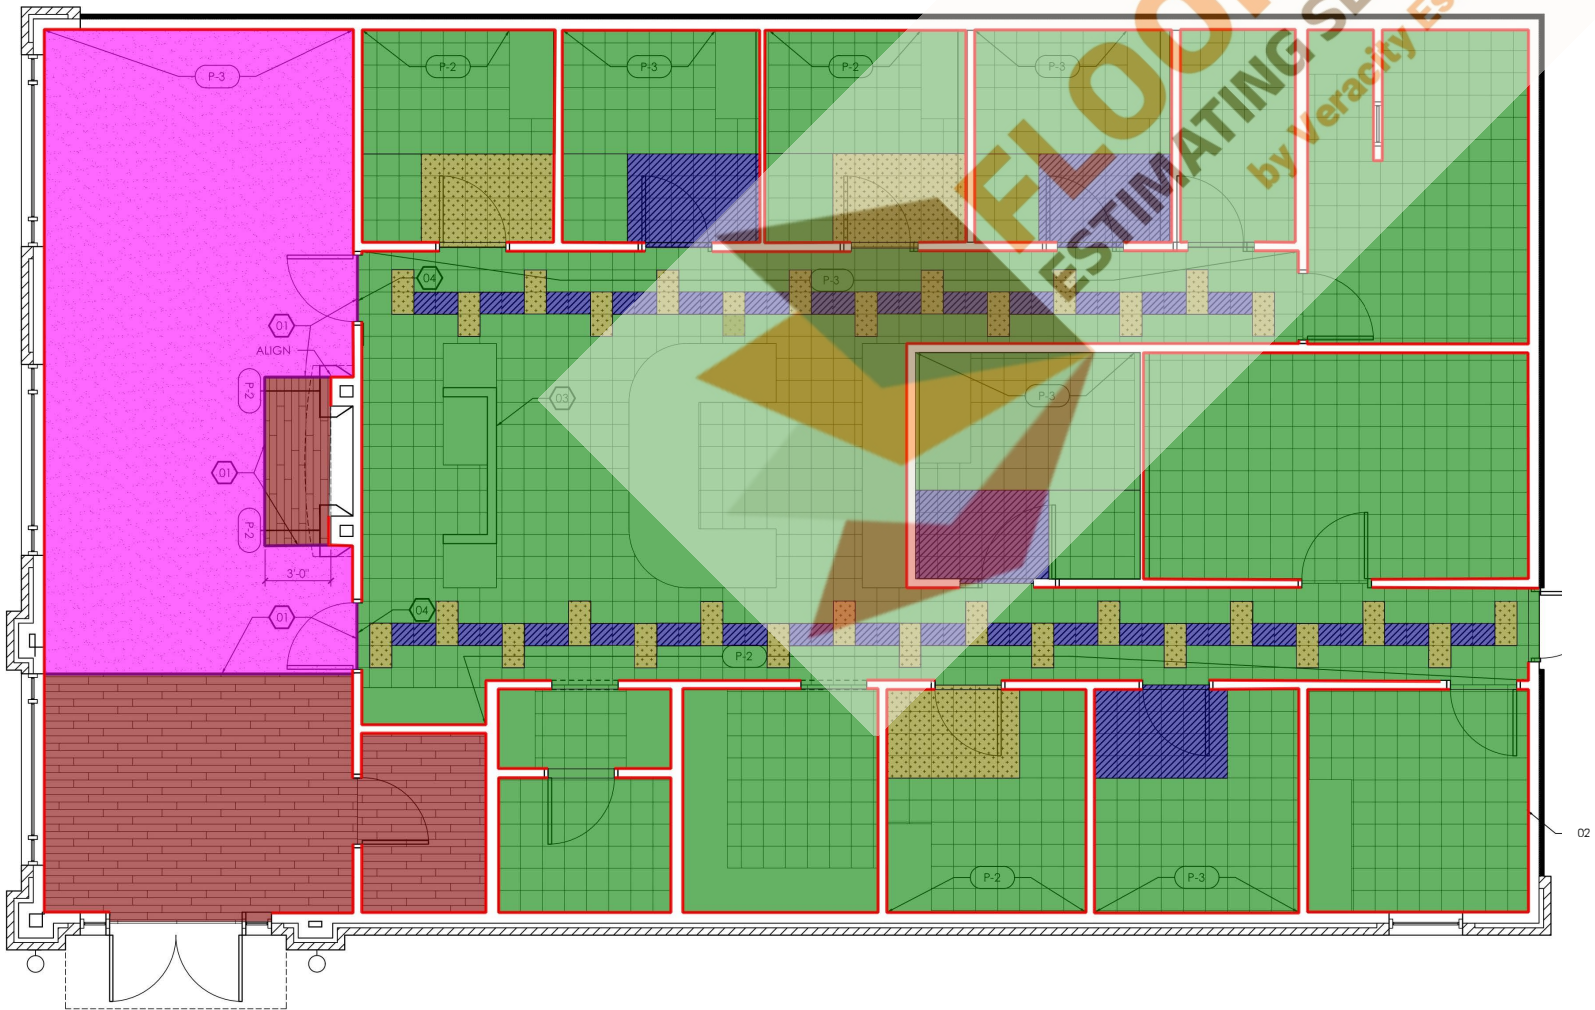 FLOOR
ESTIMATING SE
by Veracity Es
P-3
P-2
P-3
P-2
P-3
04
P-3
01
ALIGN
P-2
03
P-3
01
P-2
3'-0"
04
01
P-2
P-2
P-3
02